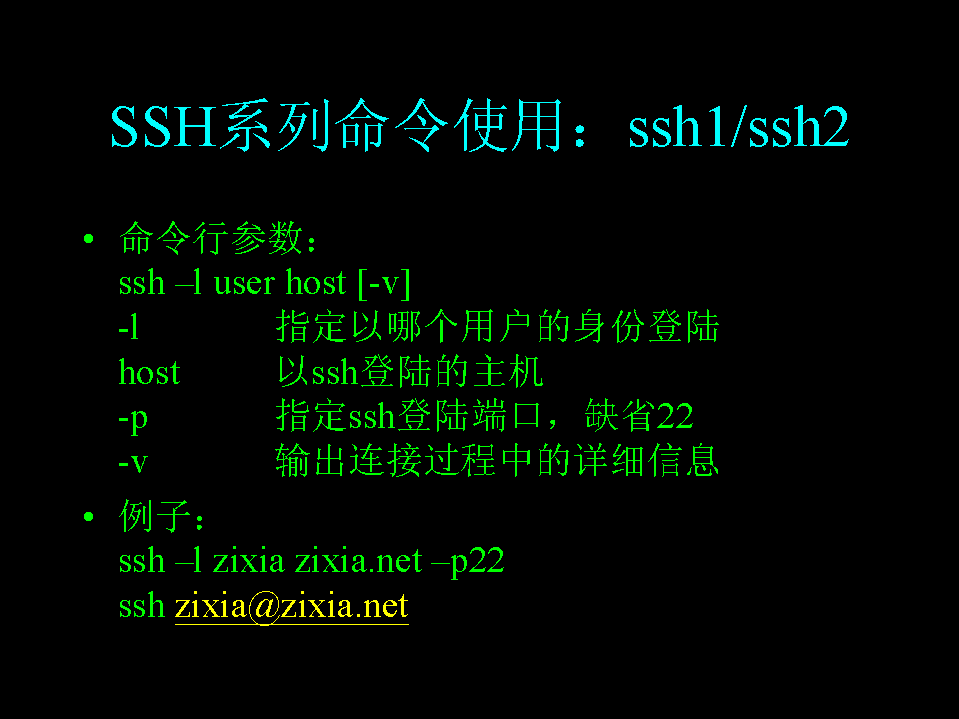 SSH系列命令使用：ssh1/ssh2
• 命令行参数：
ssh –l user host [-v]
-l 指定以哪个用户的身份登陆
host 以ssh登陆的主机
-p 指定ssh登陆端口，缺省22
-v 输出连接过程中的详细信息
• 例子：
ssh –l zixia zixia.net –p22
ssh zixia@zixia.net